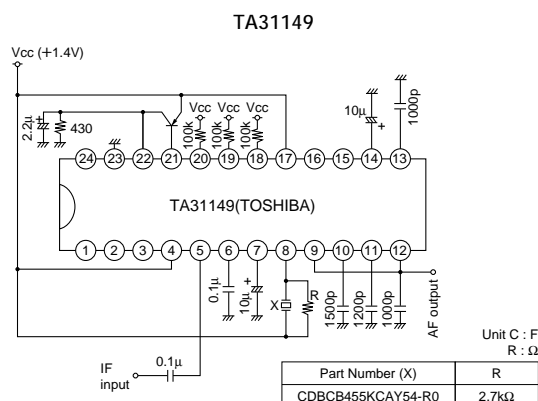 TA31149
Vcc (+1.4V)
2.2μ
+
430
Vcc Vcc Vcc
100k
100k
100k
10μ
+
1000p
24 23 22 21 20 19 18 17 16 15 14 13
TA31149(TOSHIBA)
1 2 3 4 5 6 7 8 9 10 11 12
0.1μ
10μ
+
X
R
1500p
1200p
1000p
AF output
IF
input
0.1μ
Unit C : F
R : Ω
Part Number (X) R
CDBCB455KCAY54-R0 2.7kΩ